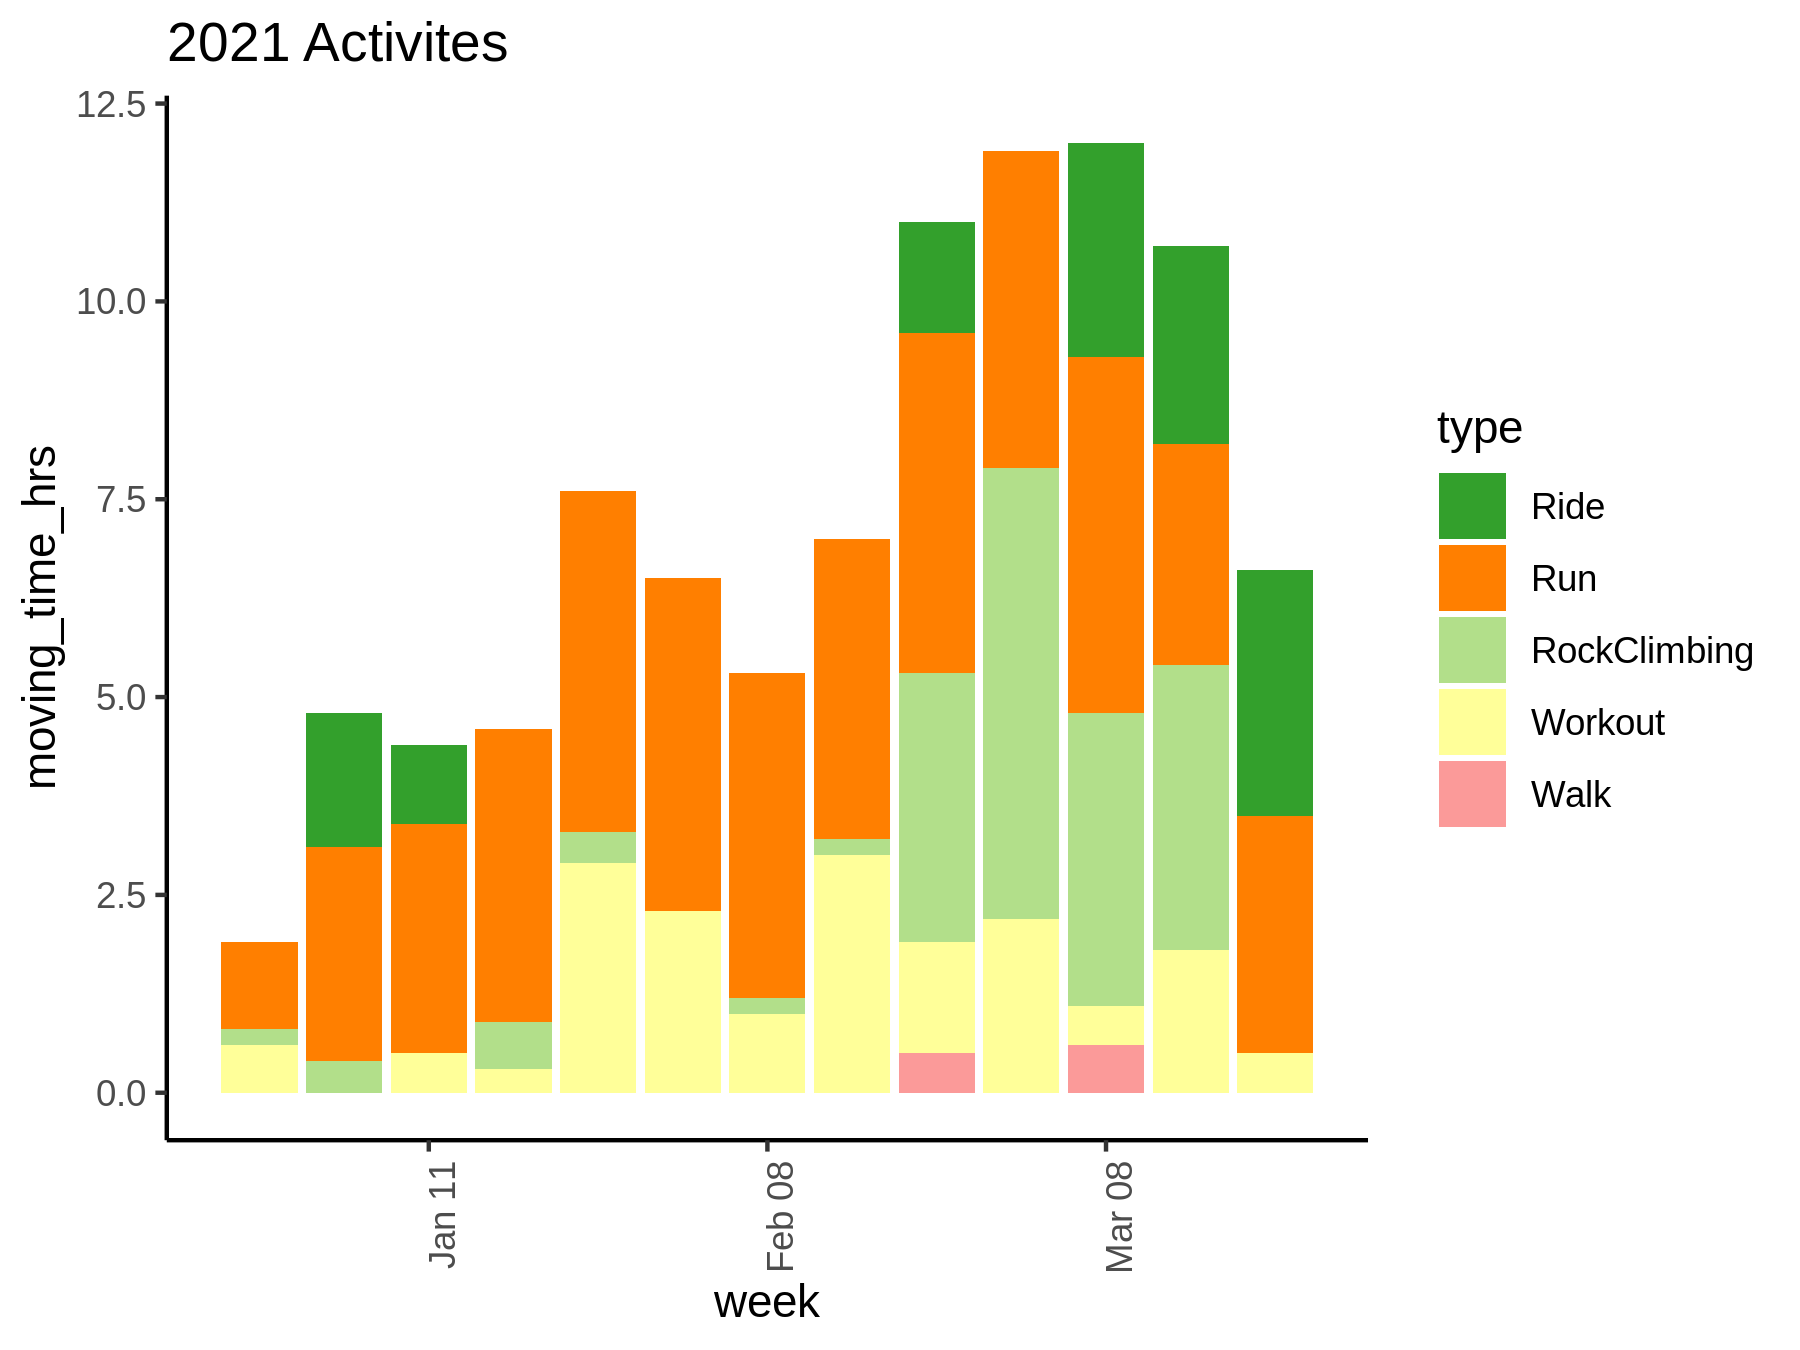 2021 Activites
moving_time_hrs
12.5
10.0
7.5
5.0
2.5
0.0
Jan 11
Feb 08
Mar 08
week
type
Ride
Run
RockClimbing
Workout
Walk